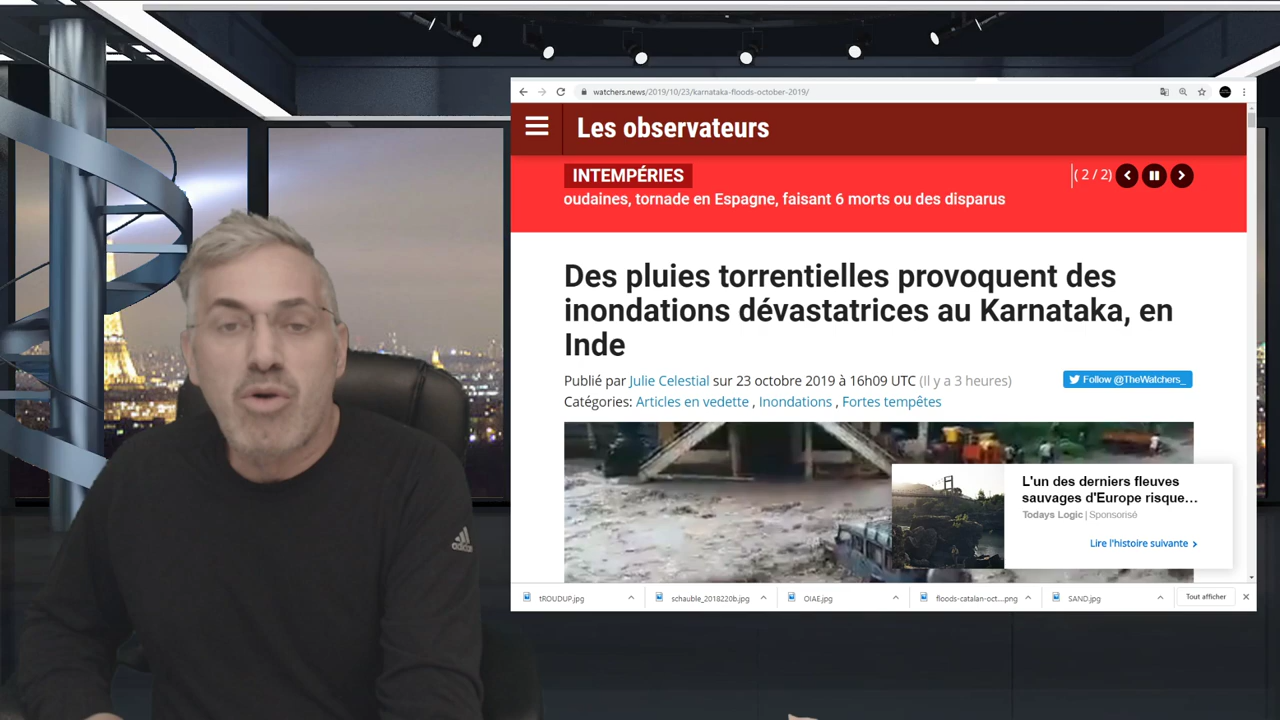 watchers.news/2019/10/23/karnataka-floods-october-2019/
Les observateurs
INTEMPÉRIES
( 2 / 2)
oudaines, tornade en Espagne, faisant 6 morts ou des disparus
Des pluies torrentielles provoquent des
inondations dévastatrices au Karnataka, en
Inde
Publié par Julie Celestial sur 23 octobre 2019 à 16h09 UTC (Il y a 3 heures)
Follow @TheWatchers_
Catégories: Articles en vedette , Inondations , Fortes tempêtes
L'un des derniers fleuves
sauvages d'Europe risque…
Todays Logic | Sponsorisé
Lire l'histoire suivante
adidas
tROUDUP.jpg
schauble_2018220b.jpg
OIAE.jpg
floods-catalan-oct....png
SAND.jpg
Tout afficher